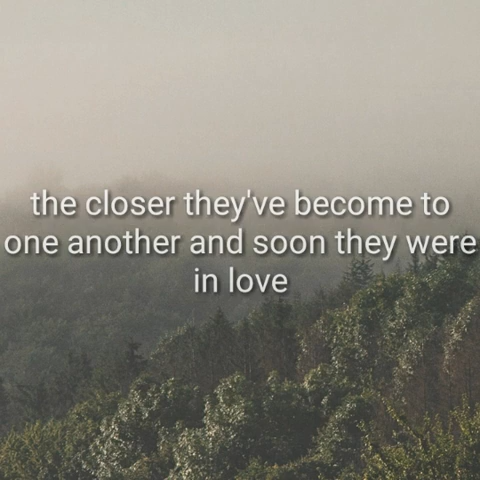 the closer they've become to
one another and soon they were
in love